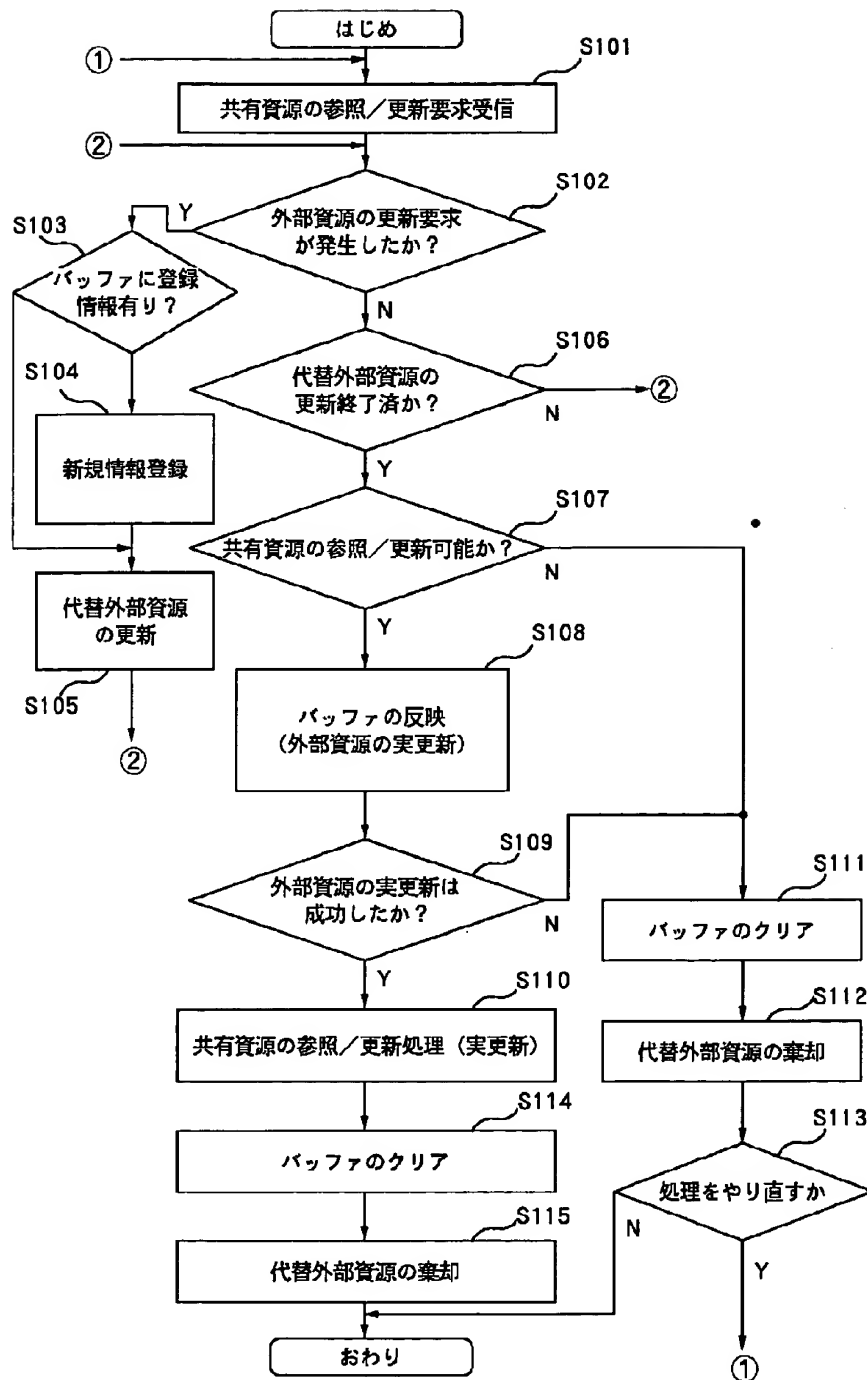 はじめ
①
S101
共有資源の参照／更新要求受信
②
S102
外部資源の更新要求
が発生したか？
Y
N
S103
バッファに登録
情報有り？
S104
新規情報登録
代替外部資源
の更新
S105
②
S106
代替外部資源の
更新終了済か？
N
②
Y
S107
共有資源の参照／更新可能か？
N
Y
S108
バッファの反映
（外部資源の実更新）
S109
外部資源の実更新は
成功したか？
N
Y
S110
共有資源の参照／更新処理（実更新）
S114
バッファのクリア
S115
代替外部資源の棄却
おわり
S111
バッファのクリア
S112
代替外部資源の棄却
S113
処理をやり直すか
N
Y
①